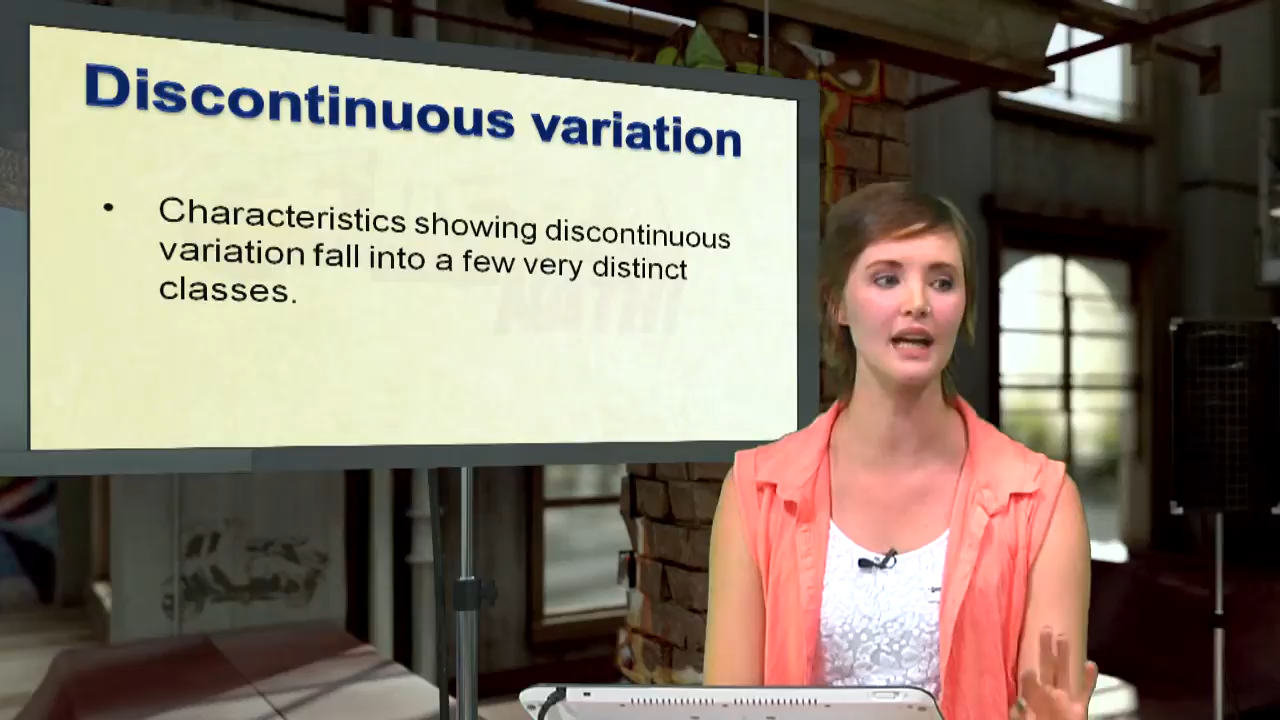 Discontinuous variation
• Characteristics showing discontinuous
variation fall into a few very distinct
classes.